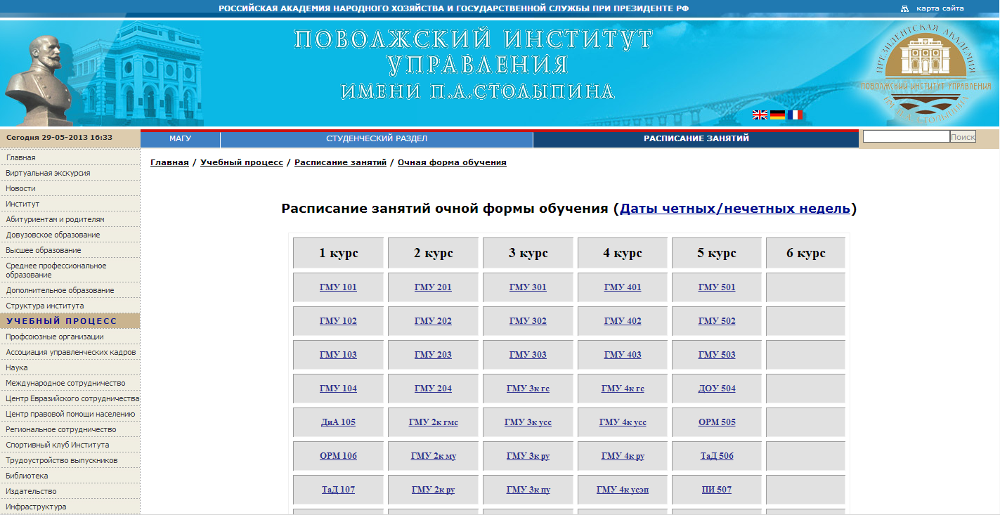 РОССИЙСКАЯ АКАДЕМИЯ НАРОДНОГО ХОЗЯЙСТВА И ГОСУДАРСТВЕННОЙ СЛУЖБЫ ПРИ ПРЕЗИДЕНТЕ РФ
карта сайта
ПОВОЛЖСКИЙ ИНСТИТУТ
УПРАВЛЕНИЯ
ИМЕНИ П.А.СТОЛЫПИНА
ПРЕЗИДЕНТСКАЯ АКАДЕМИЯ
ПОВОЛЖСКИЙ ИНСТИТУТ УПРАВЛЕНИЯ
Сегодня 29-05-2013 16:33
МАГУ
СТУДЕНЧЕСКИЙ РАЗДЕЛ
РАСПИСАНИЕ ЗАНЯТИЙ
Поиск
Главная
Виртуальная экскурсия
Новости
Институт
Абитуриентам и родителям
Довузовское образование
Высшее образование
Среднее профессиональное
образование
Дополнительное образование
Структура института
УЧЕБНЫЙ ПРОЦЕСС
Профсоюзные организации
Ассоциация управленческих кадров
Наука
Международное сотрудничество
Центр Евразийского сотрудничества
Центр правовой помощи населению
Региональное сотрудничество
Спортивный клуб Института
Трудоустройство выпускников
Библиотека
Издательство
Инфраструктура
Главная / Учебный процесс / Расписание занятий / Очная форма обучения
Расписание занятий очной формы обучения (Даты четных/нечетных недель)
1 курс 2 курс 3 курс 4 курс 5 курс 6 курс
ГМУ 101 ГМУ 201 ГМУ 301 ГМУ 401 ГМУ 501
ГМУ 102 ГМУ 202 ГМУ 302 ГМУ 402 ГМУ 502
ГМУ 103 ГМУ 203 ГМУ 303 ГМУ 403 ГМУ 503
ГМУ 104 ГМУ 204 ГМУ 3к гс ГМУ 4к гс ДОУ 504
ДиА 105 ГМУ 2к гмс ГМУ 3к усс ГМУ 4к усс ОРМ 505
ОРМ 106 ГМУ 2к му ГМУ 3к ру ГМУ 4к ру ТаД 506
ТаД 107 ГМУ 2к ру ГМУ 3к пу ГМУ 4к усэп ПИ 507